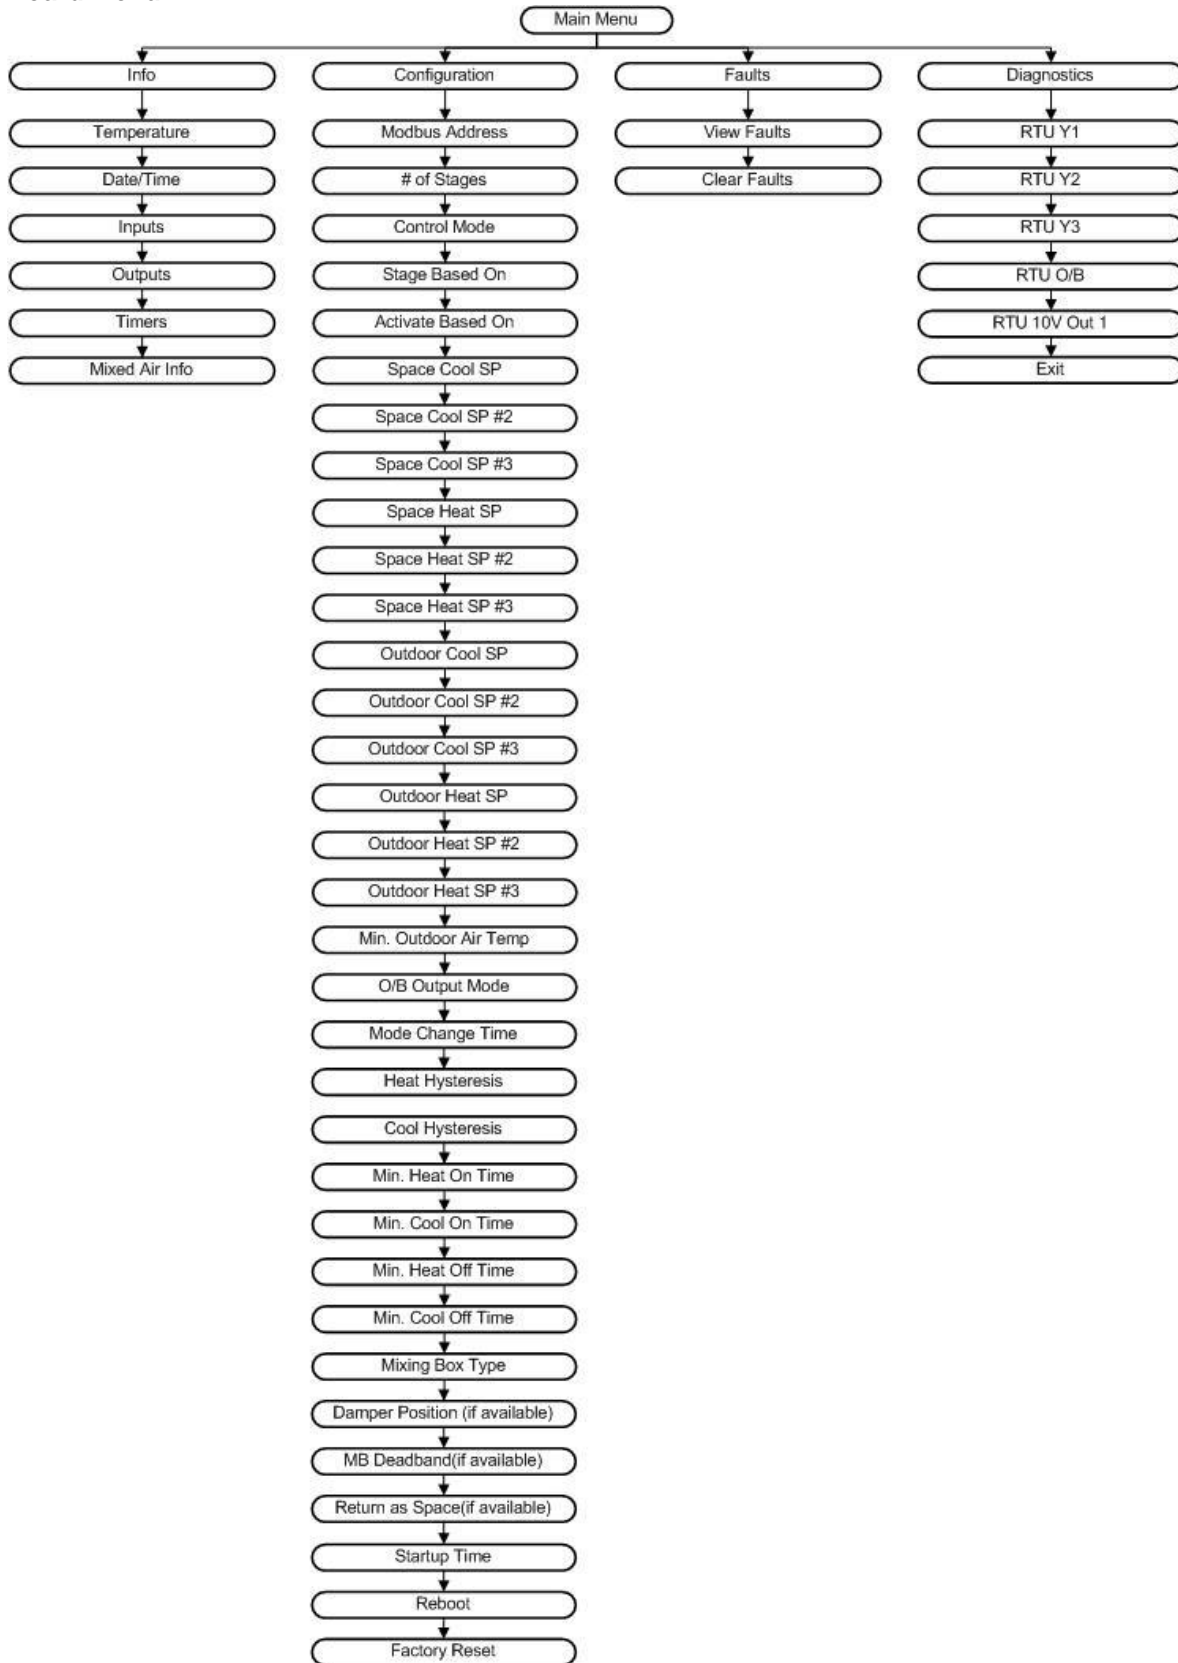 Main Menu
Info
Configuration
Faults
Diagnostics
Temperature
Modbus Address
View Faults
RTU Y1
Date/Time
# of Stages
Clear Faults
RTU Y2
Inputs
Control Mode
RTU Y3
Outputs
Stage Based On
RTU O/B
Timers
Activate Based On
RTU 10V Out 1
Mixed Air Info
Space Cool SP
Exit
Space Cool SP #2
Space Cool SP #3
Space Heat SP
Space Heat SP #2
Space Heat SP #3
Outdoor Cool SP
Outdoor Cool SP #2
Outdoor Cool SP #3
Outdoor Heat SP
Outdoor Heat SP #2
Outdoor Heat SP #3
Min. Outdoor Air Temp
O/B Output Mode
Mode Change Time
Heat Hysteresis
Cool Hysteresis
Min. Heat On Time
Min. Cool On Time
Min. Heat Off Time
Min. Cool Off Time
Mixing Box Type
Damper Position (if available)
MB Deadband(if available)
Return as Space(if available)
Startup Time
Reboot
Factory Reset